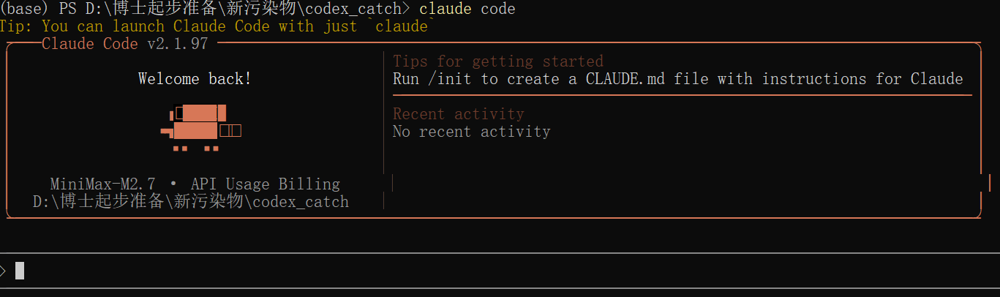 (base) PS D:\博士起步准备\新污染物\codex_catch> claude code
Tip: You can launch Claude Code with just `claude`
Claude Code v2.1.97
Welcome back!
MiniMax-M2.7 • API Usage Billing
D:\博士起步准备\新污染物\codex_catch
Tips for getting started
Run /init to create a CLAUDE.md file with instructions for Claude
Recent activity
No recent activity
>